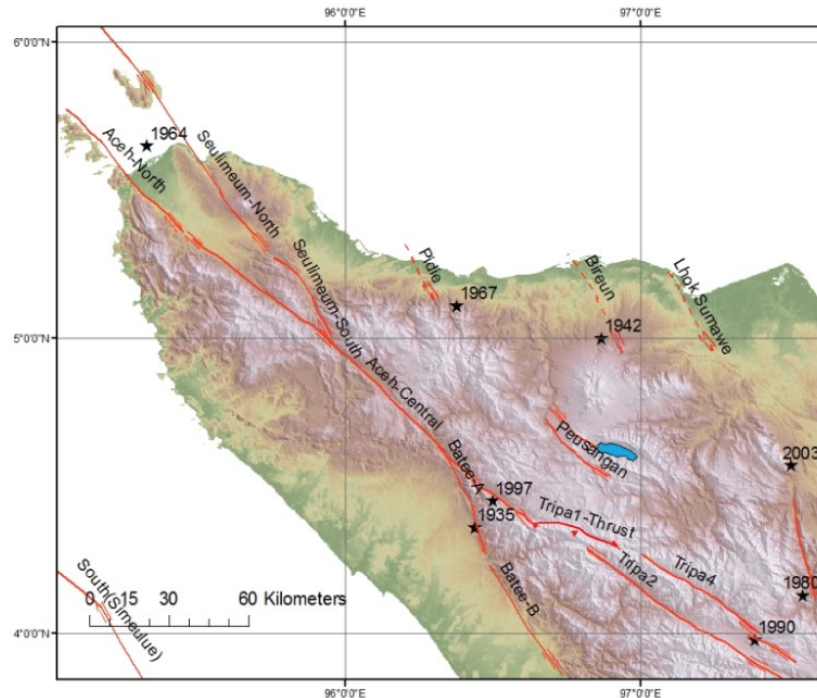 96°0'0"E
97°0'0"E
6°0'0"N
1964
Aceh-North
Seulimeum-North
Pidie
Bireun
Lhok Sumawe
1967
Seulimeum-South
1942
5°0'0"N
Aceh-Central
Peusangan
Batee A
2003
1997
1935
Tripa1-Thrust
Tripa2
Tripa4
Batee-B
South(Simeulue)
1980
0 15 30 60 Kilometers
1990
4°0'0"N
96°0'0"E
97°0'0"E